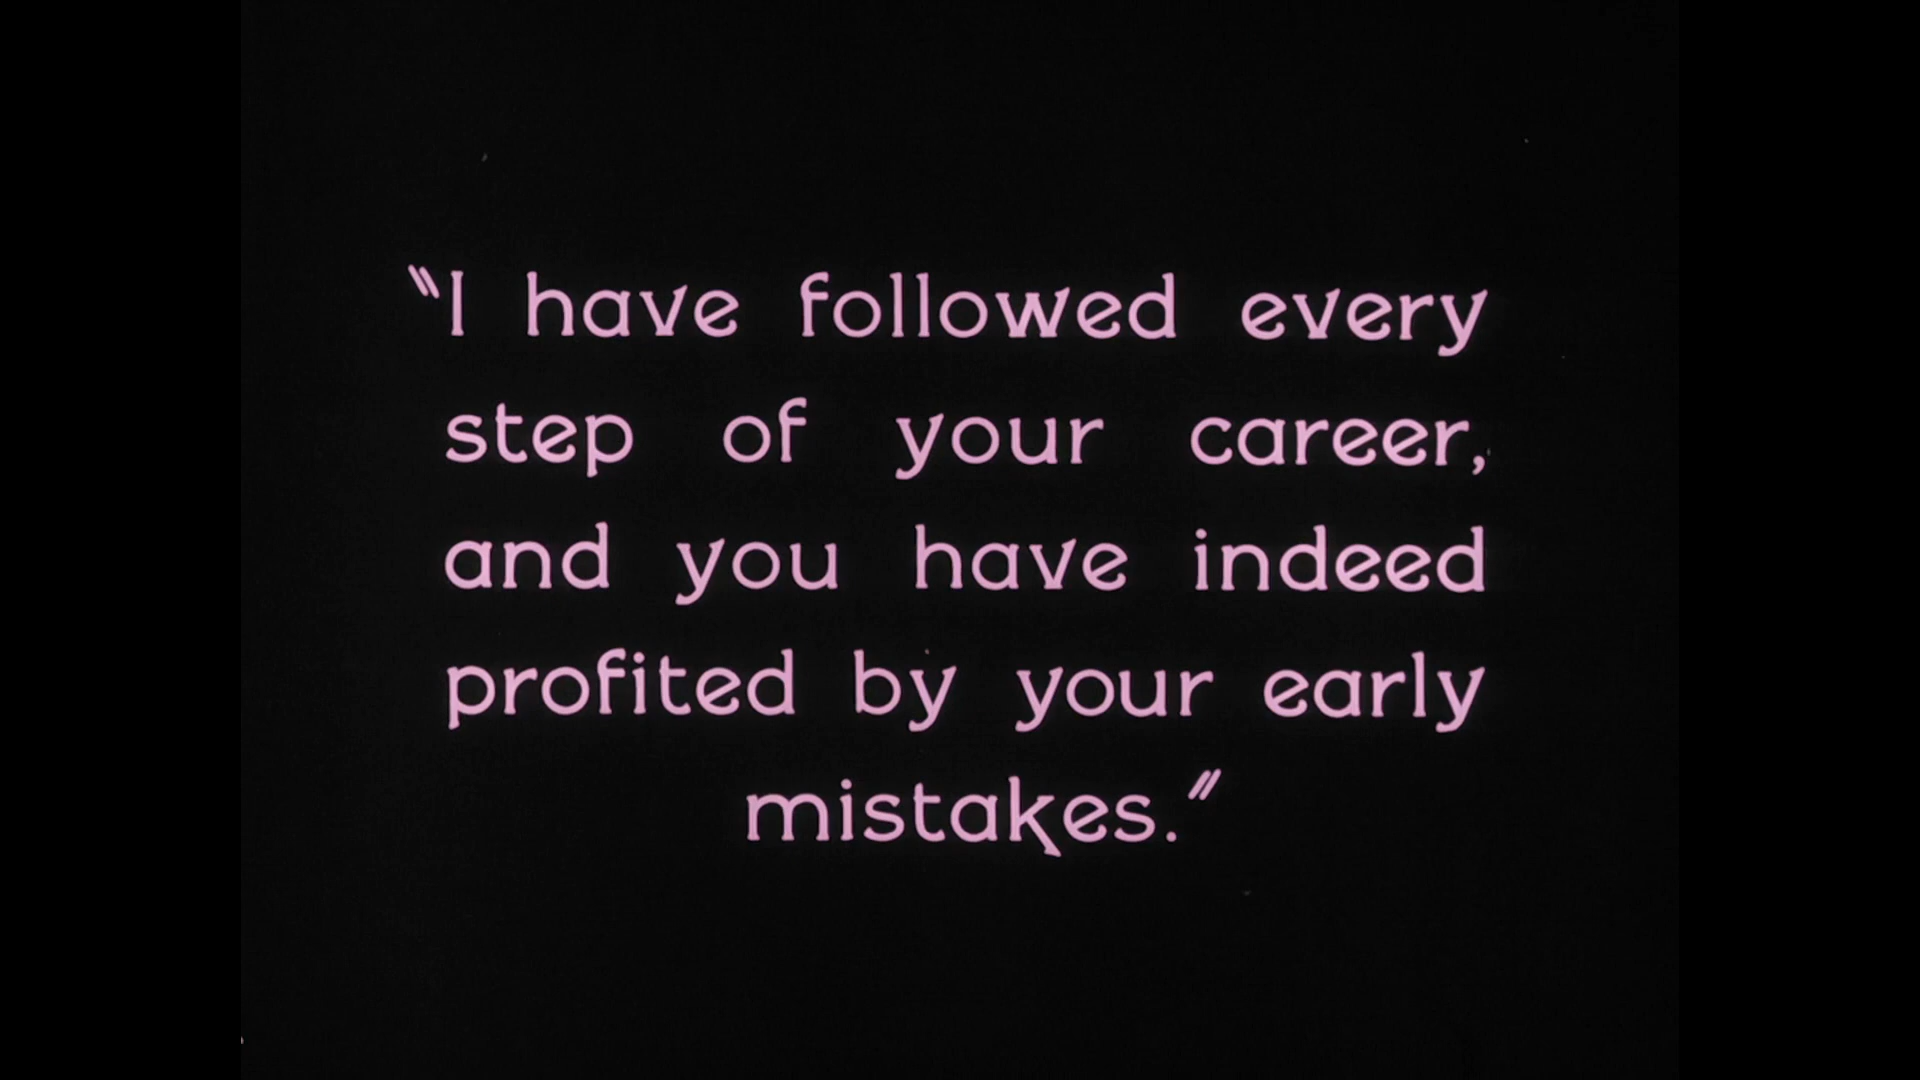 "I have followed every
step of your career,
and you have indeed
profited by your early
mistakes."